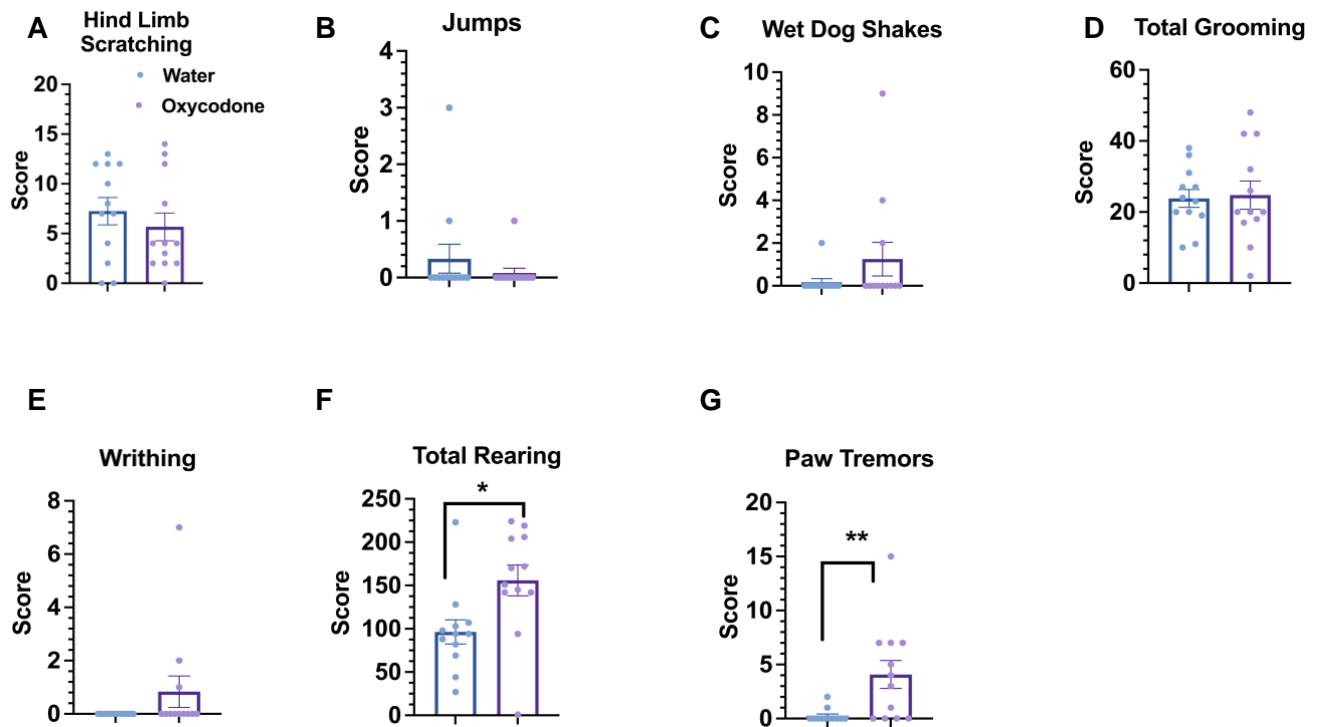 A
Hind Limb
Scratching
Water
Oxycodone
20
15
10
5
0
Score
B
Jumps
4
3
2
1
0
Score
C
Wet Dog Shakes
10
8
6
4
2
0
Score
D
Total Grooming
60
40
20
0
Score
E
Writhing
8
6
4
2
0
Score
F
Total Rearing
*
250
200
150
100
50
0
Score
G
Paw Tremors
**
20
15
10
5
0
Score